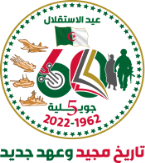 عيد الاستقلال
60
5 جويلية
2022-1962
تاريخ مجيد وعهد جديد